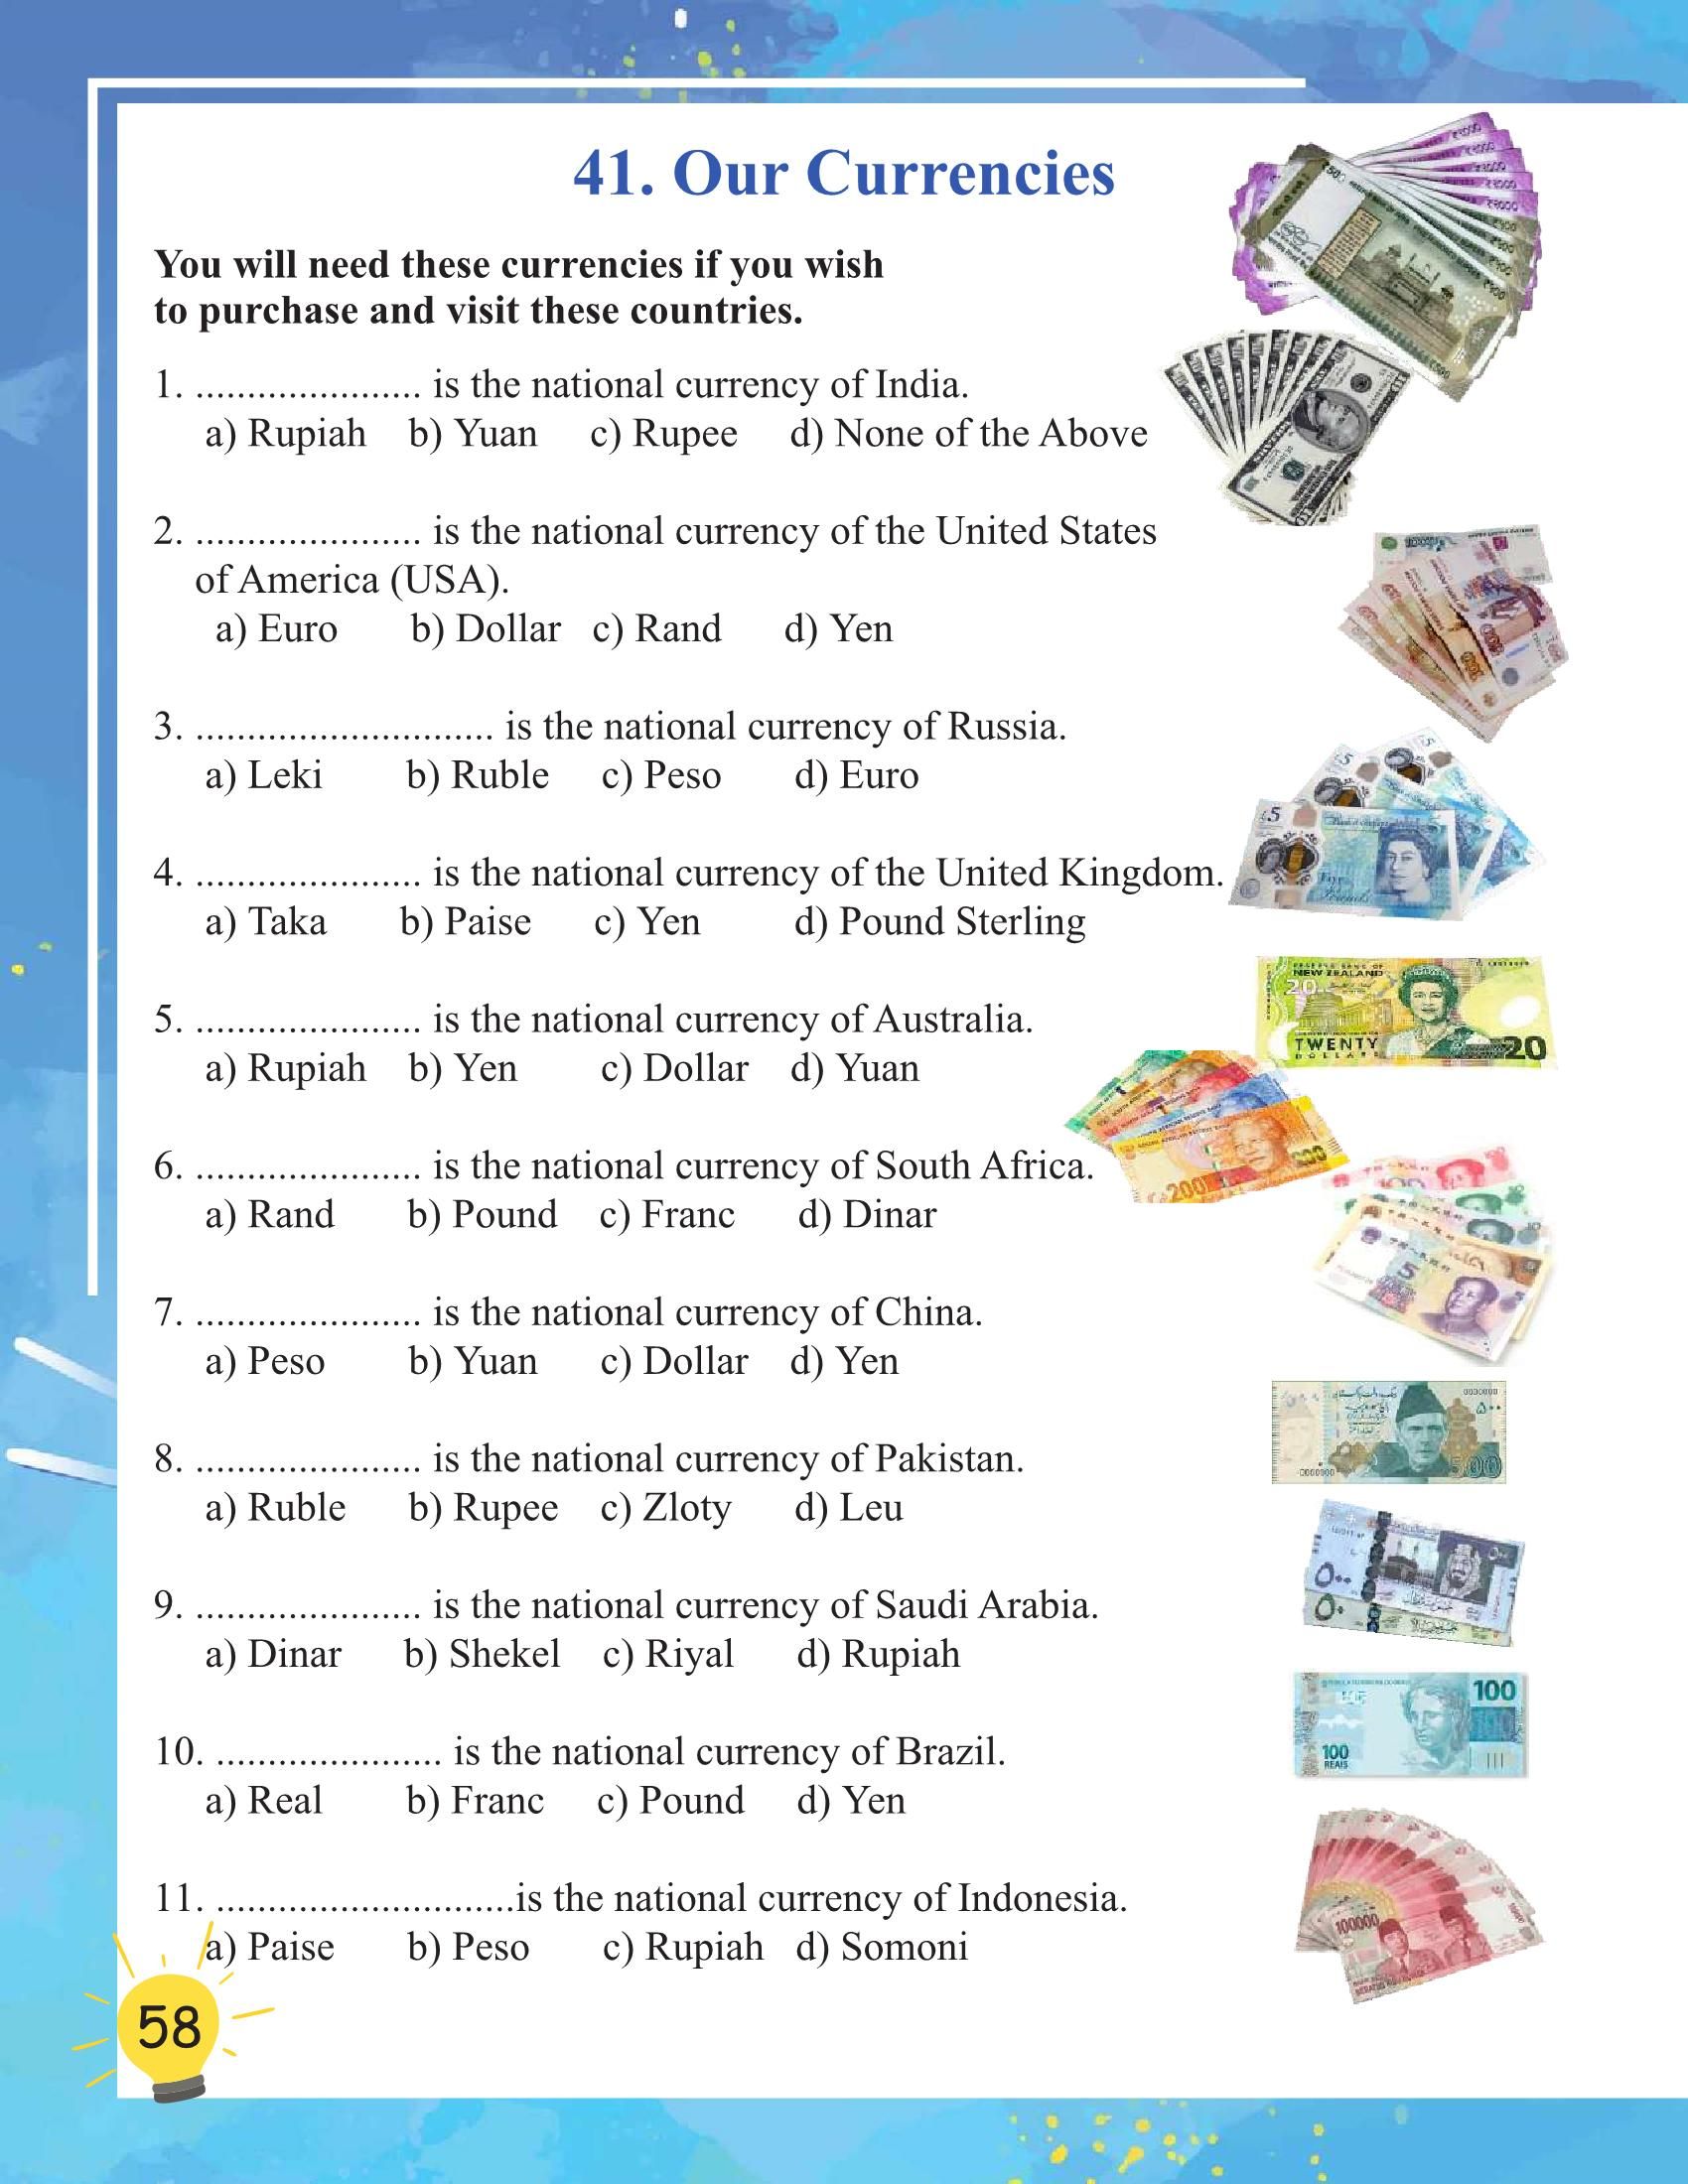 41. Our Currencies
You will need these currencies if you wish
to purchase and visit these countries.
1. ...................... is the national currency of India.
a) Rupiah b) Yuan c) Rupee d) None of the Above
2. ...................... is the national currency of the United States
of America (USA).
a) Euro b) Dollar c) Rand d) Yen
3. ............................. is the national currency of Russia.
a) Leki b) Ruble c) Peso d) Euro
4. ...................... is the national currency of the United Kingdom.
a) Taka b) Paise c) Yen d) Pound Sterling
5. ...................... is the national currency of Australia.
a) Rupiah b) Yen c) Dollar d) Yuan
NEW ZEALAND
20
TWENTY
20
6. ...................... is the national currency of South Africa.
a) Rand b) Pound c) Franc d) Dinar
200
7. ...................... is the national currency of China.
a) Peso b) Yuan c) Dollar d) Yen
5
8. ...................... is the national currency of Pakistan.
a) Ruble b) Rupee c) Zloty d) Leu
500
9. ...................... is the national currency of Saudi Arabia.
a) Dinar b) Shekel c) Riyal d) Rupiah
10. ...................... is the national currency of Brazil.
a) Real b) Franc c) Pound d) Yen
100
100
REAIS
11. .............................is the national currency of Indonesia.
a) Paise b) Peso c) Rupiah d) Somoni
100000
58